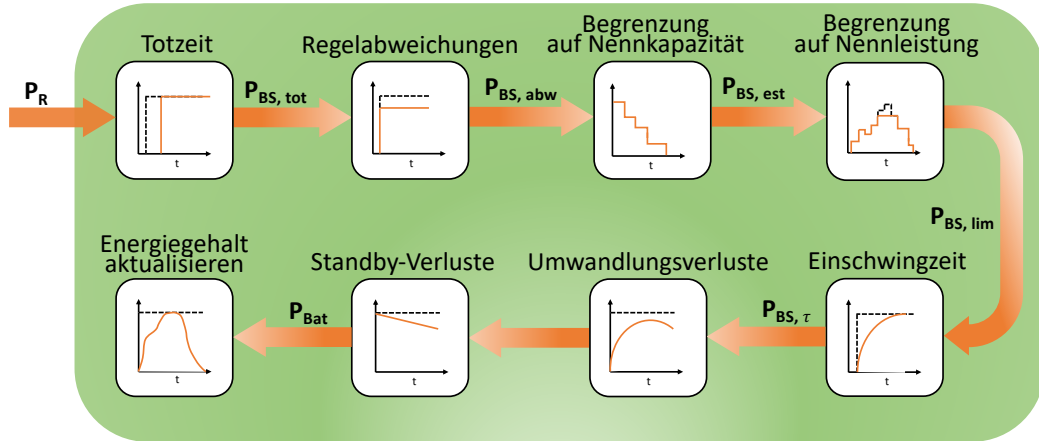 Totzeit
Regelabweichungen
Begrenzung
auf Nennkapazität
Begrenzung
auf Nennleistung
P_R
P_BS, tot
P_BS, abw
P_BS, est
t
t
t
t
P_BS, lim
Energiegehalt
aktualisieren
Standby-Verluste
Umwandlungsverluste
Einschwingzeit
P_Bat
P_BS, τ
t
t
t
t